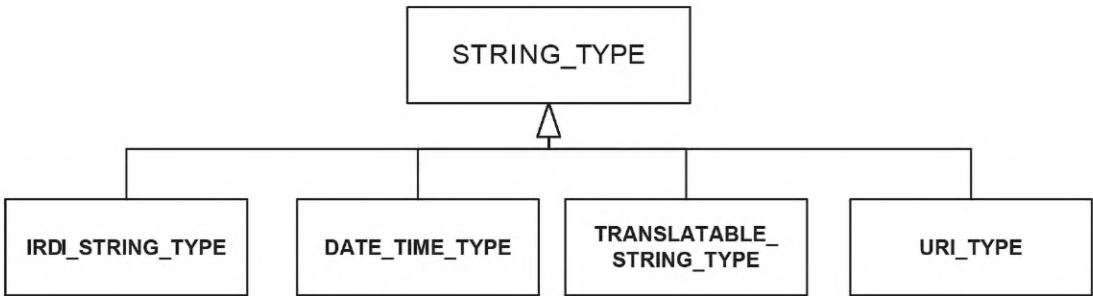 STRING_TYPE
IRDI_STRING_TYPE
DATE_TIME_TYPE
TRANSLATABLE_
STRING_TYPE
URI_TYPE